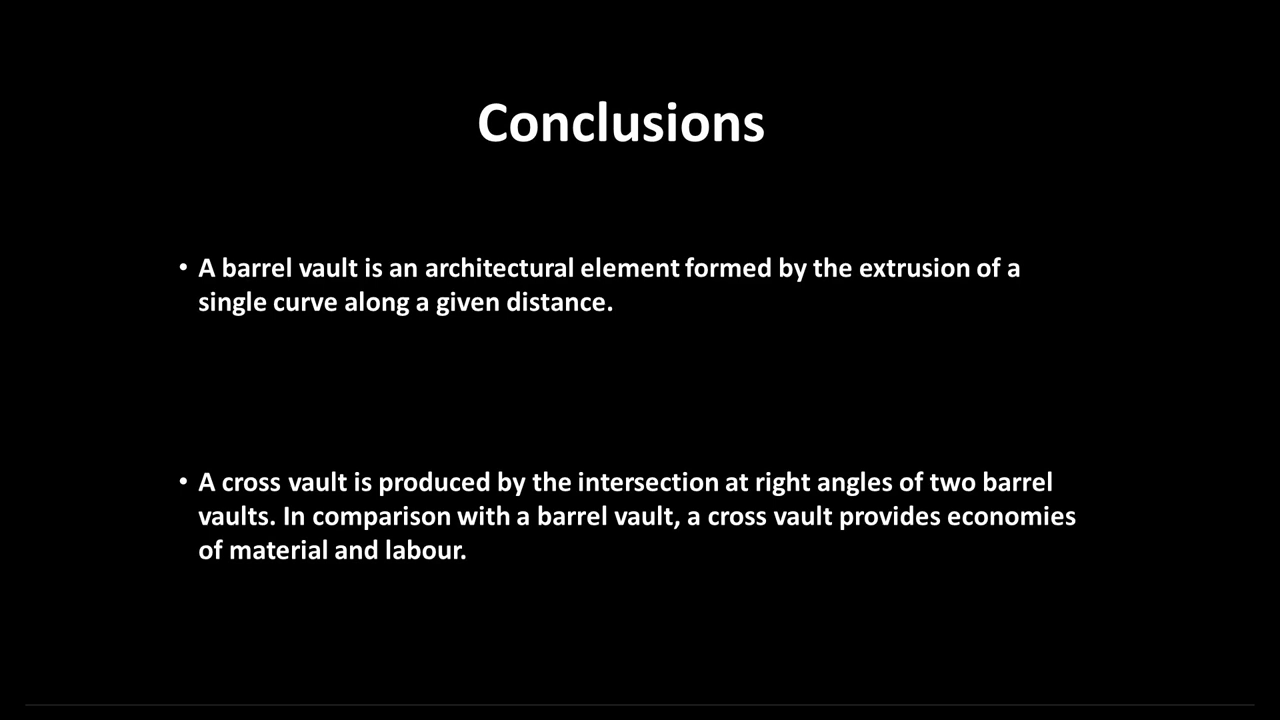 Conclusions
• A barrel vault is an architectural element formed by the extrusion of a
single curve along a given distance.
• A cross vault is produced by the intersection at right angles of two barrel
vaults. In comparison with a barrel vault, a cross vault provides economies
of material and labour.